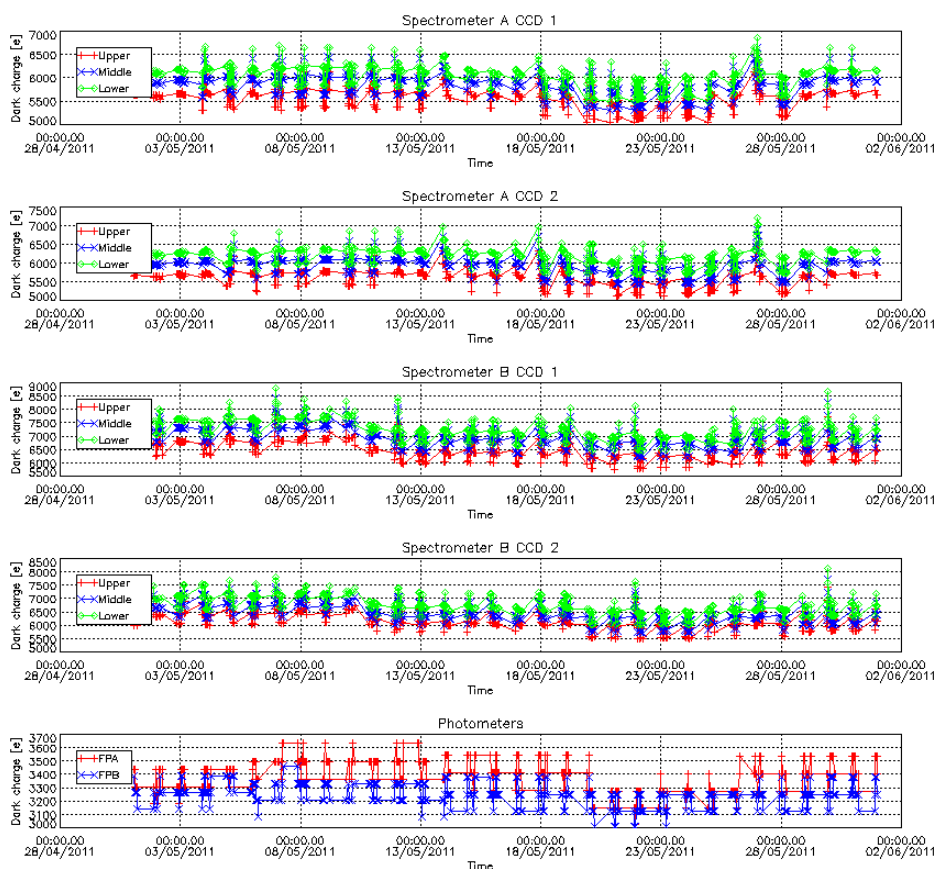 Spectrometer A CCD 1
Dark charge [e]
7000
6500
6000
5500
5000
Upper
Middle
Lower
00:00.00 00:00.00 00:00.00 00:00.00 00:00.00 00:00.00 00:00.00 00:00.00
28/04/2011 03/05/2011 08/05/2011 13/05/2011 18/05/2011 23/05/2011 28/05/2011 02/06/2011
Time
Spectrometer A CCD 2
Dark charge [e]
7500
7000
6500
6000
5500
5000
Upper
Middle
Lower
00:00.00 00:00.00 00:00.00 00:00.00 00:00.00 00:00.00 00:00.00 00:00.00
28/04/2011 03/05/2011 08/05/2011 13/05/2011 18/05/2011 23/05/2011 28/05/2011 02/06/2011
Time
Spectrometer B CCD 1
Dark charge [e]
9000
8500
8000
7500
7000
6500
6000
5500
Upper
Middle
Lower
00:00.00 00:00.00 00:00.00 00:00.00 00:00.00 00:00.00 00:00.00 00:00.00
28/04/2011 03/05/2011 08/05/2011 13/05/2011 18/05/2011 23/05/2011 28/05/2011 02/06/2011
Time
Spectrometer B CCD 2
Dark charge [e]
8500
8000
7500
7000
6500
6000
5500
5000
Upper
Middle
Lower
00:00.00 00:00.00 00:00.00 00:00.00 00:00.00 00:00.00 00:00.00 00:00.00
28/04/2011 03/05/2011 08/05/2011 13/05/2011 18/05/2011 23/05/2011 28/05/2011 02/06/2011
Time
Photometers
Dark charge [e]
3700
3600
3500
3400
3300
3200
3100
3000
FPA
FPB
00:00.00 00:00.00 00:00.00 00:00.00 00:00.00 00:00.00 00:00.00 00:00.00
28/04/2011 03/05/2011 08/05/2011 13/05/2011 18/05/2011 23/05/2011 28/05/2011 02/06/2011
Time